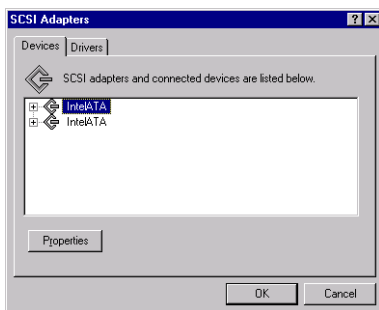 SCSI Adapters
Devices Drivers
SCSI adapters and connected devices are listed below.
IntelATA
IntelATA
Properties
OK Cancel